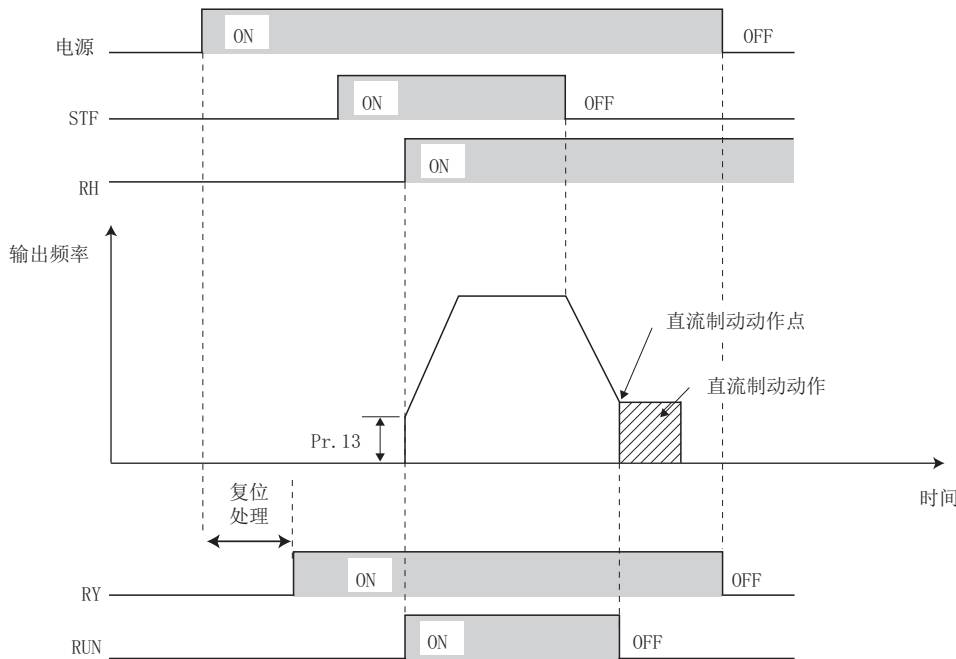 电源
ON
OFF
STF
ON
OFF
RH
ON
输出频率
直流制动动作点
直流制动动作
Pr.13
时间
复位
处理
RY
ON
OFF
RUN
ON
OFF